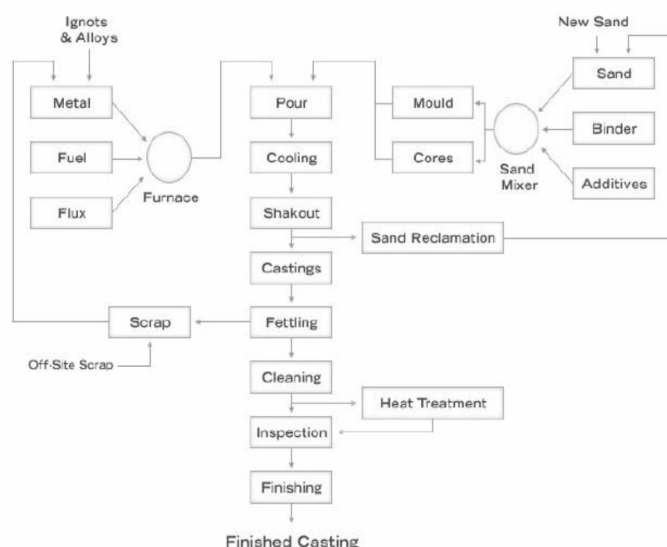 Ignots
& Alloys
New Sand
Metal
Pour
Mould
Sand
Fuel
Cooling
Cores
Binder
Furnace
Sand
Mixer
Flux
Shakout
Additives
Sand Reclamation
Castings
Scrap
Fettling
Off-Site Scrap
Cleaning
Heat Treatment
Inspection
Finishing
Finished Casting